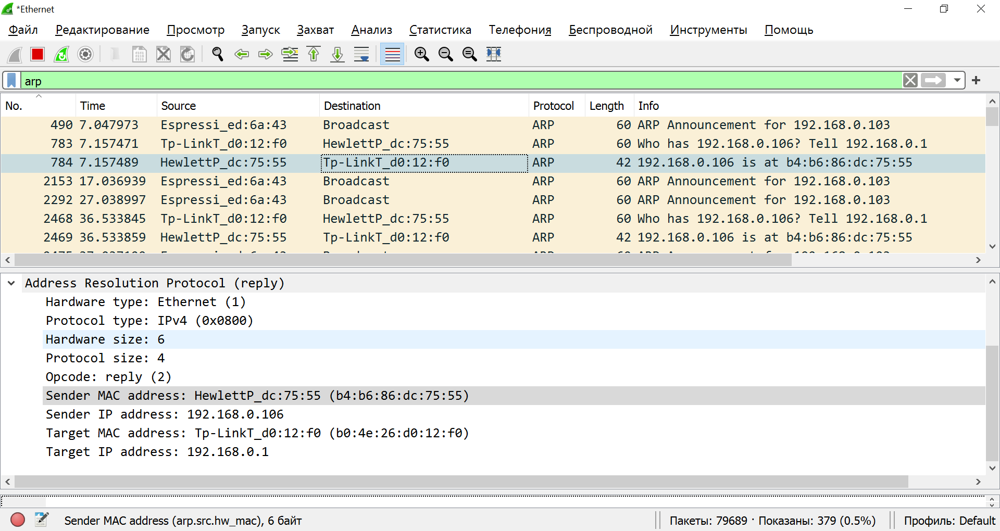 *Ethernet
Файл Редактирование Просмотр Запуск Захват Анализ Статистика Телефония Беспроводной Инструменты Помощь
arp
No. Time Source Destination Protocol Length Info
490 7.047973 Espressi_ed:6a:43 Broadcast ARP 60 ARP Announcement for 192.168.0.103
783 7.157471 Tp-LinkT_d0:12:f0 HewlettP_dc:75:55 ARP 60 Who has 192.168.0.106? Tell 192.168.0.1
784 7.157489 HewlettP_dc:75:55 Tp-LinkT_d0:12:f0 ARP 42 192.168.0.106 is at b4:b6:86:dc:75:55
2153 17.036939 Espressi_ed:6a:43 Broadcast ARP 60 ARP Announcement for 192.168.0.103
2292 27.038997 Espressi_ed:6a:43 Broadcast ARP 60 ARP Announcement for 192.168.0.103
2468 36.533845 Tp-LinkT_d0:12:f0 HewlettP_dc:75:55 ARP 60 Who has 192.168.0.106? Tell 192.168.0.1
2469 36.533859 HewlettP_dc:75:55 Tp-LinkT_d0:12:f0 ARP 42 192.168.0.106 is at b4:b6:86:dc:75:55
Address Resolution Protocol (reply)
Hardware type: Ethernet (1)
Protocol type: IPv4 (0x0800)
Hardware size: 6
Protocol size: 4
Opcode: reply (2)
Sender MAC address: HewlettP_dc:75:55 (b4:b6:86:dc:75:55)
Sender IP address: 192.168.0.106
Target MAC address: Tp-LinkT_d0:12:f0 (b0:4e:26:d0:12:f0)
Target IP address: 192.168.0.1
Sender MAC address (arp.src.hw_mac), 6 байт Пакеты: 79689 · Показаны: 379 (0.5%) Профиль: Default